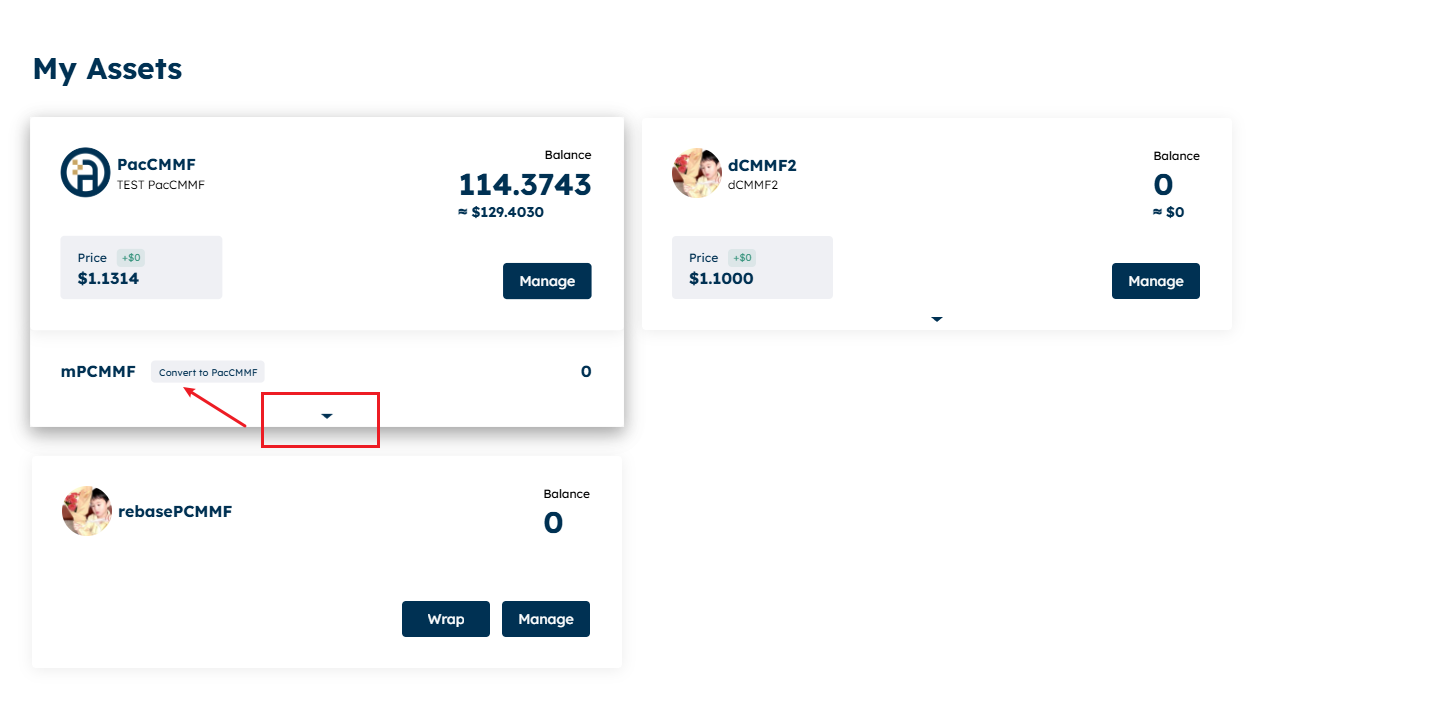 My Assets
PacCMMF
TEST PacCMMF
Balance
114.3743
≈ $129.4030
Price +$0
$1.1314
Manage
mPCMMF Convert to PacCMMF 0
dCMMF2
dCMMF2
Balance
0
≈ $0
Price +$0
$1.1000
Manage
rebasePCMMF
Balance
0
Wrap Manage